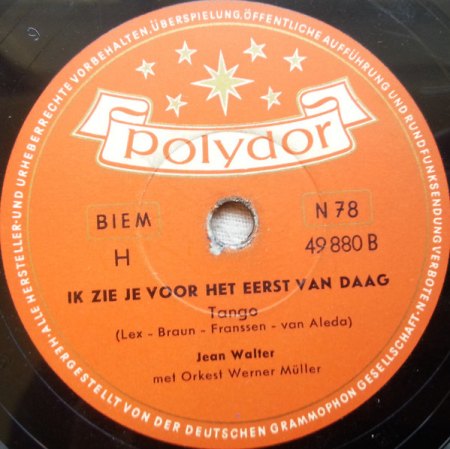 polydor
BIEM
N 78
H
49 880 B
IK ZIE JE VOOR HET EERST VAN DAAG
Tango
(Lex - Braun - Franssen - van Aleda)
Jean Walter
met Orkest Werner Müller
ALLE HERSTELLER- UND URHEBERRECHTE VORBEHALTEN, ÜBERSPIELUNG, ÖFFENTLICHE AUFFÜHRUNG UND RUNDFUNKSENDUNG VERBOTEN.
HERGESTELLT VON DER DEUTSCHEN GRAMMOPHON GESELLSCHAFT